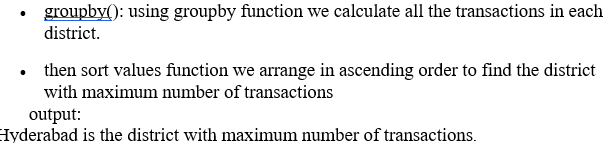 • groupby(): using groupby function we calculate all the transactions in each
district.
• then sort values function we arrange in ascending order to find the district
with maximum number of transactions
output:
Hyderabad is the district with maximum number of transactions.